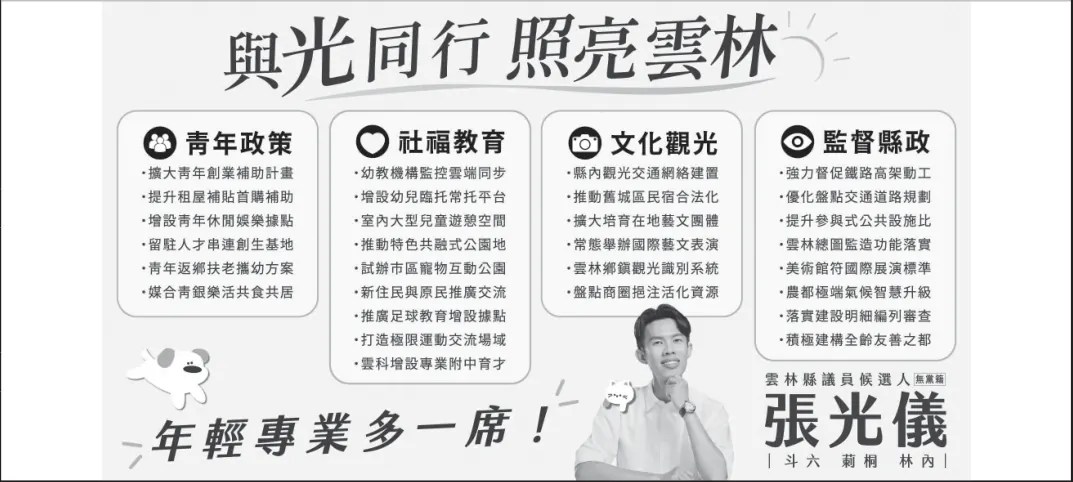 與光同行 照亮雲林
青年政策
・擴大青年創業補助計畫
・提升租屋補貼首購補助
・增設青年休閒娛樂據點
・留駐人才串連創生基地
・青年返鄉扶老攜幼方案
・媒合青銀樂活共食共居
社福教育
・幼教機構監控雲端同步
・增設幼兒臨托常托平台
・室內大型兒童遊憩空間
・推動特色共融式公園地
・試辦市區寵物互動公園
・新住民與原民推廣交流
・推廣足球教育增設據點
・打造極限運動交流場域
・雲科增設專業附中育才
文化觀光
・縣內觀光交通網絡建置
・推動舊城區民宿合法化
・擴大培育在地藝文團體
・常態舉辦國際藝文表演
・雲林鄉鎮觀光識別系統
・盤點商圈挹注活化資源
監督縣政
・強力督促鐵路高架動工
・優化盤點交通道路規劃
・提升參與式公共設施比
・雲林總圖監造功能落實
・美術館符國際展演標準
・農都極端氣候智慧升級
・落實建設明細編列審查
・積極建構全齡友善之都
年輕專業多一席！
雲林縣議員候選人 無黨籍
張光儀
｜斗六 莿桐 林內｜